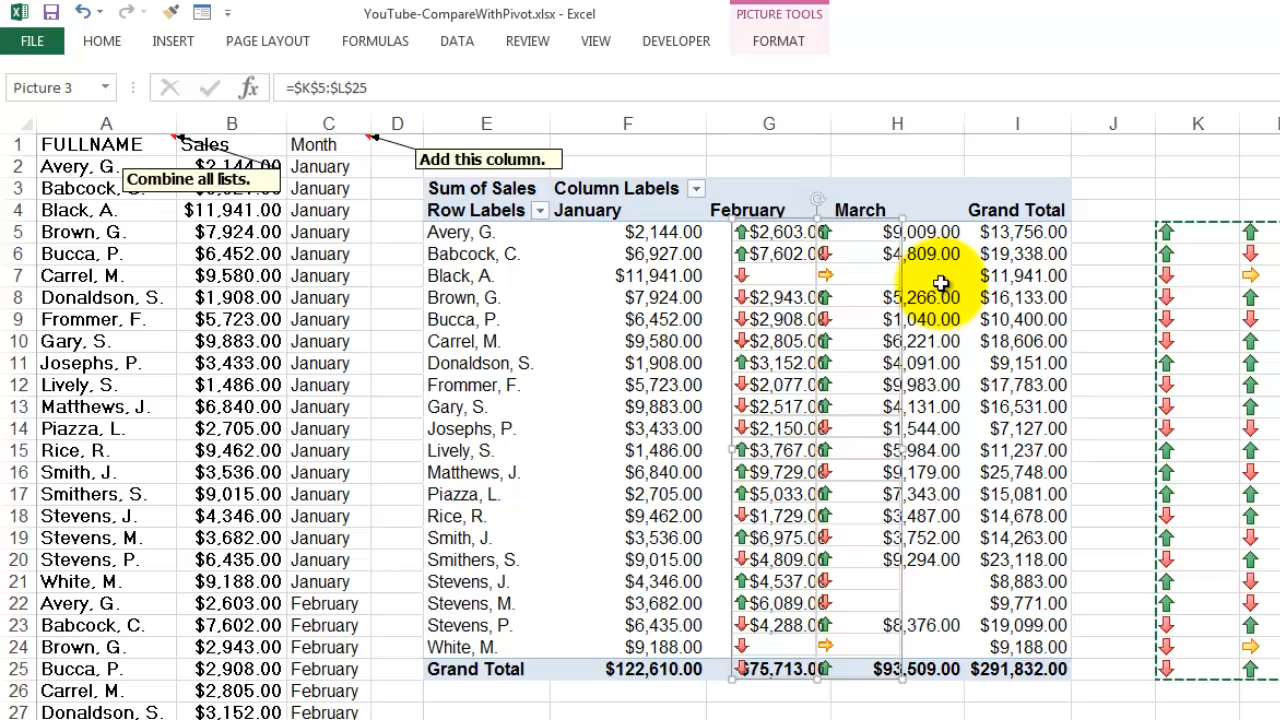 YouTube-CompareWithPivot.xlsx - Excel
PICTURE TOOLS
FILE HOME INSERT PAGE LAYOUT FORMULAS DATA REVIEW VIEW DEVELOPER FORMAT
Picture 3 fx =$K$5:$L$25
A B C D E F G H I J K
1 FULLNAME Sales Month
2 Avery, G. $2,144.00 January Add this column.
Combine all lists.
3 Babcock, January Sum of Sales Column Labels
4 Black, A. $11,941.00 January Row Labels January February March Grand Total
5 Brown, G. $7,924.00 January Avery, G. $2,144.00 $2,603.00 $9,009.00 $13,756.00
6 Bucca, P. $6,452.00 January Babcock, C. $6,927.00 $7,602.00 $4,809.00 $19,338.00
7 Carrel, M. $9,580.00 January Black, A. $11,941.00 $11,941.00
8 Donaldson, S. $1,908.00 January Brown, G. $7,924.00 $2,943.00 $5,266.00 $16,133.00
9 Frommer, F. $5,723.00 January Bucca, P. $6,452.00 $2,908.00 $1,040.00 $10,400.00
10 Gary, S. $9,883.00 January Carrel, M. $9,580.00 $2,805.00 $6,221.00 $18,606.00
11 Josephs, P. $3,433.00 January Donaldson, S. $1,908.00 $3,152.00 $4,091.00 $9,151.00
12 Lively, S. $1,486.00 January Frommer, F. $5,723.00 $2,077.00 $9,983.00 $17,783.00
13 Matthews, J. $6,840.00 January Gary, S. $9,883.00 $2,517.00 $4,131.00 $16,531.00
14 Piazza, L. $2,705.00 January Josephs, P. $3,433.00 $2,150.00 $1,544.00 $7,127.00
15 Rice, R. $9,462.00 January Lively, S. $1,486.00 $3,767.00 $5,984.00 $11,237.00
16 Smith, J. $3,536.00 January Matthews, J. $6,840.00 $9,729.00 $9,179.00 $25,748.00
17 Smithers, S. $9,015.00 January Piazza, L. $2,705.00 $5,033.00 $7,343.00 $15,081.00
18 Stevens, J. $4,346.00 January Rice, R. $9,462.00 $1,729.00 $3,487.00 $14,678.00
19 Stevens, M. $3,682.00 January Smith, J. $3,536.00 $6,975.00 $3,752.00 $14,263.00
20 Stevens, P. $6,435.00 January Smithers, S. $9,015.00 $4,809.00 $9,294.00 $23,118.00
21 White, M. $9,188.00 January Stevens, J. $4,346.00 $4,537.00 $8,883.00
22 Avery, G. $2,603.00 February Stevens, M. $3,682.00 $6,089.00 $9,771.00
23 Babcock, C. $7,602.00 February Stevens, P. $6,435.00 $4,288.00 $8,376.00 $19,099.00
24 Brown, G. $2,943.00 February White, M. $9,188.00 $9,188.00
25 Bucca, P. $2,908.00 February Grand Total $122,610.00 $75,713.00 $93,509.00 $291,832.00
26 Carrel, M. $2,805.00 February
27 Donaldson, S. $3,152.00 February